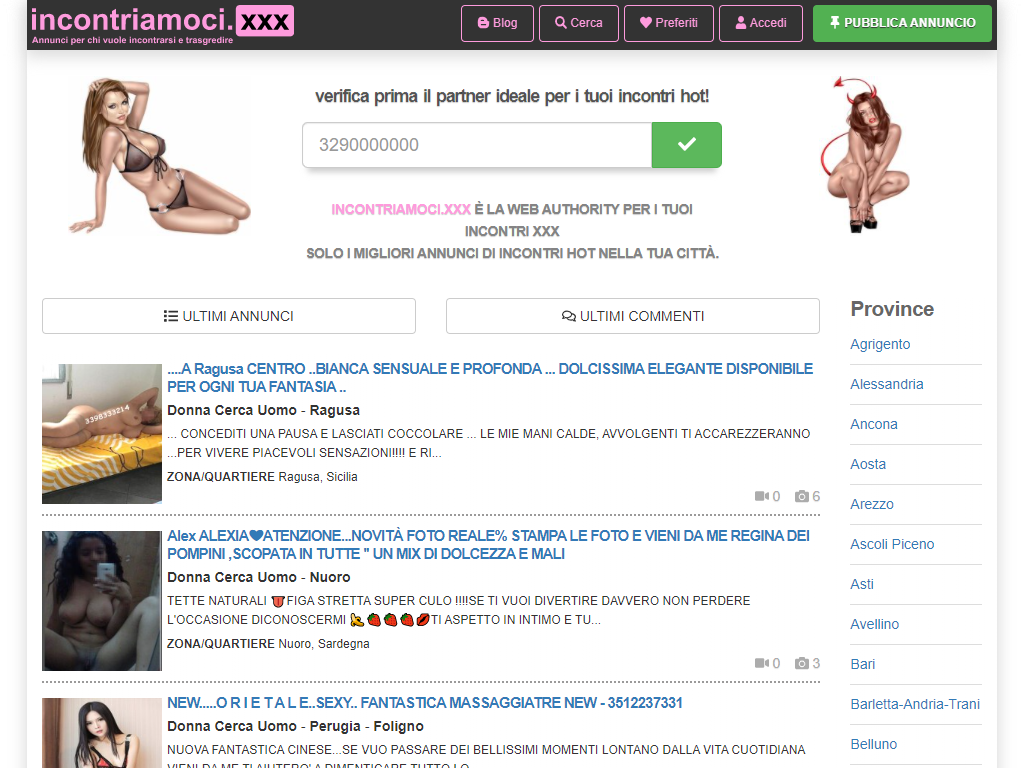 incontriamoci.xxx
Annunci per chi vuole incontrarsi e trasgredire
Blog
Cerca
Preferiti
Accedi
PUBBLICA ANNUNCIO
verifica prima il partner ideale per i tuoi incontri hot!
3290000000
INCONTRIAMOCI.XXX È LA WEB AUTHORITY PER I TUOI
INCONTRI XXX
SOLO I MIGLIORI ANNUNCI DI INCONTRI HOT NELLA TUA CITTÀ.
ULTIMI ANNUNCI
ULTIMI COMMENTI
....A Ragusa CENTRO ..BIANCA SENSUALE E PROFONDA ... DOLCISSIMA ELEGANTE DISPONIBILE
PER OGNI TUA FANTASIA ..
Donna Cerca Uomo - Ragusa
... CONCEDITI UNA PAUSA E LASCIATI COCCOLARE ... LE MIE MANI CALDE, AVVOLGENTI TI ACCAREZZERANNO
...PER VIVERE PIACEVOLI SENSAZIONI!!!! E RI...
ZONA/QUARTIERE Ragusa, Sicilia
0 6
3398333214
Alex ALEXIA🖤ATENZIONE...NOVITÀ FOTO REALE% STAMPA LE FOTO E VIENI DA ME REGINA DEI
POMPINI ,SCOPATA IN TUTTE " UN MIX DI DOLCEZZA E MALI
Donna Cerca Uomo - Nuoro
TETTE NATURALI 👅FIGA STRETTA SUPER CULO !!!!SE TI VUOI DIVERTIRE DAVVERO NON PERDERE
L'OCCASIONE DICONOSCERMI 💃🍓🍓🍓💋TI ASPETTO IN INTIMO E TU...
ZONA/QUARTIERE Nuoro, Sardegna
0 3
NEW.....O R I E T A L E..SEXY.. FANTASTICA MASSAGGIATRE NEW - 3512237331
Donna Cerca Uomo - Perugia - Foligno
NUOVA FANTASTICA CINESE...SE VUO PASSARE DEI BELLISSIMI MOMENTI LONTANO DALLA VITA CUOTIDIANA
VIENI DA ME TI AIUTERO' A DIMENTICARE TUTTO LO
Province
Agrigento
Alessandria
Ancona
Aosta
Arezzo
Ascoli Piceno
Asti
Avellino
Bari
Barletta-Andria-Trani
Belluno